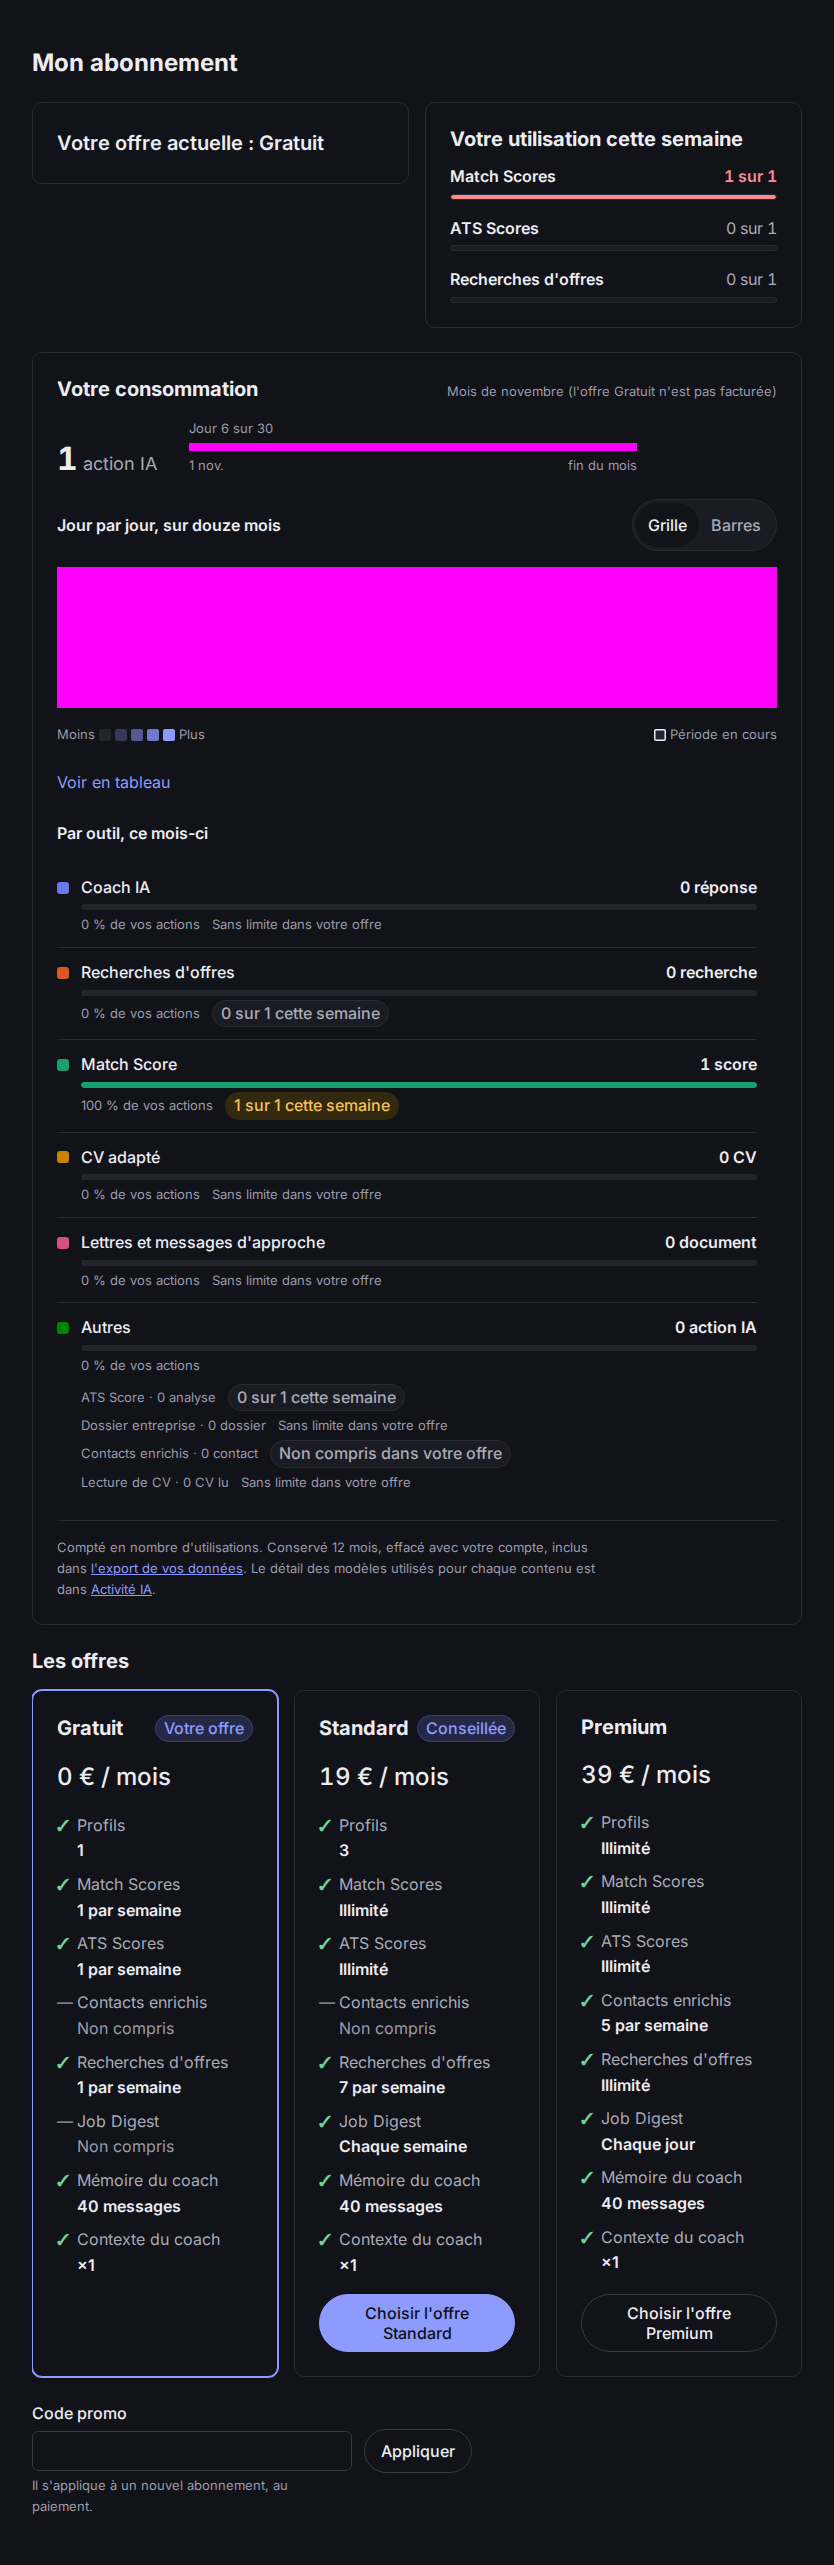 Mon abonnement
Votre offre actuelle : Gratuit
Votre utilisation cette semaine
Match Scores 1 sur 1
ATS Scores 0 sur 1
Recherches d'offres 0 sur 1
Votre consommation
Mois de novembre (l'offre Gratuit n'est pas facturée)
1 action IA
Jour 6 sur 30
1 nov. fin du mois
Jour par jour, sur douze mois
Grille Barres
Moins Plus
Période en cours
Voir en tableau
Par outil, ce mois-ci
Coach IA 0 réponse
0 % de vos actions Sans limite dans votre offre
Recherches d'offres 0 recherche
0 % de vos actions 0 sur 1 cette semaine
Match Score 1 score
100 % de vos actions 1 sur 1 cette semaine
CV adapté 0 CV
0 % de vos actions Sans limite dans votre offre
Lettres et messages d'approche 0 document
0 % de vos actions Sans limite dans votre offre
Autres 0 action IA
0 % de vos actions
ATS Score · 0 analyse 0 sur 1 cette semaine
Dossier entreprise · 0 dossier Sans limite dans votre offre
Contacts enrichis · 0 contact Non compris dans votre offre
Lecture de CV · 0 CV lu Sans limite dans votre offre
Compté en nombre d'utilisations. Conservé 12 mois, effacé avec votre compte, inclus
dans l'export de vos données. Le détail des modèles utilisés pour chaque contenu est
dans Activité IA.
Les offres
Gratuit Votre offre
0 € / mois
✓ Profils
1
✓ Match Scores
1 par semaine
✓ ATS Scores
1 par semaine
— Contacts enrichis
Non compris
✓ Recherches d'offres
1 par semaine
— Job Digest
Non compris
✓ Mémoire du coach
40 messages
✓ Contexte du coach
×1
Standard Conseillée
19 € / mois
✓ Profils
3
✓ Match Scores
Illimité
✓ ATS Scores
Illimité
— Contacts enrichis
Non compris
✓ Recherches d'offres
7 par semaine
✓ Job Digest
Chaque semaine
✓ Mémoire du coach
40 messages
✓ Contexte du coach
×1
Choisir l'offre
Standard
Premium
39 € / mois
✓ Profils
Illimité
✓ Match Scores
Illimité
✓ ATS Scores
Illimité
✓ Contacts enrichis
5 par semaine
✓ Recherches d'offres
Illimité
✓ Job Digest
Chaque jour
✓ Mémoire du coach
40 messages
✓ Contexte du coach
×1
Choisir l'offre
Premium
Code promo
Appliquer
Il s'applique à un nouvel abonnement, au
paiement.